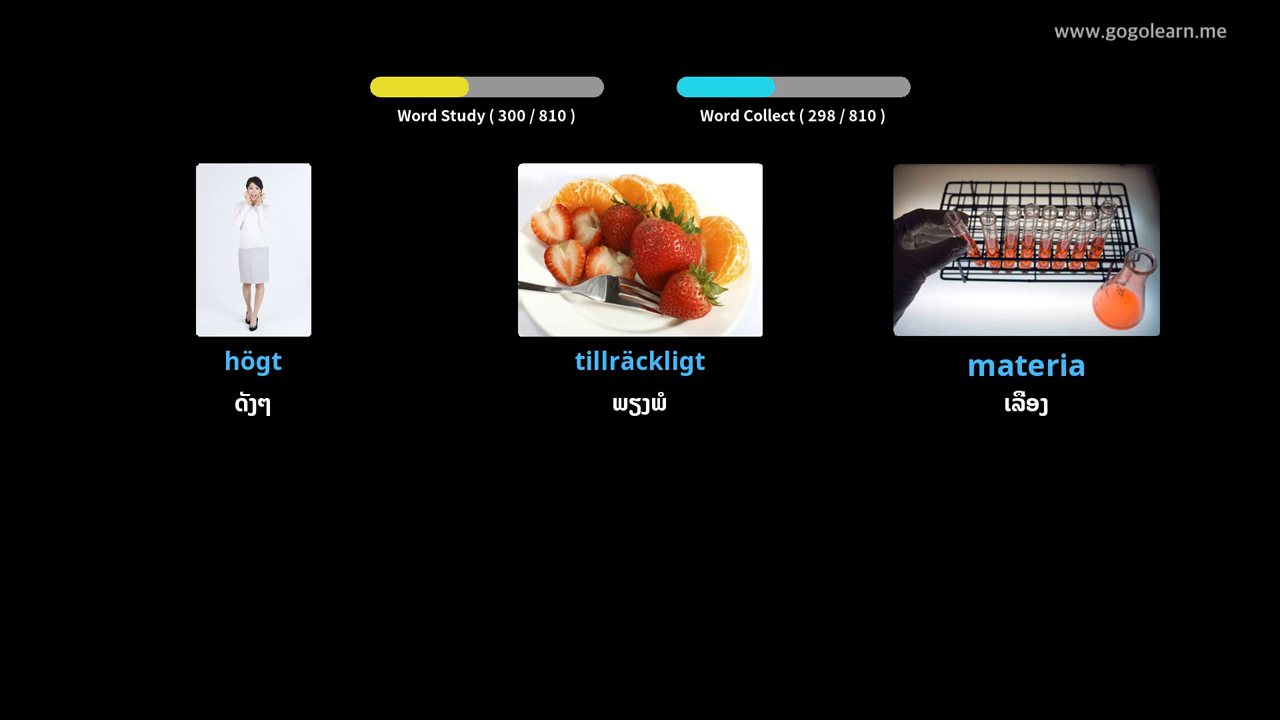 www.gogolearn.me
Word Study ( 300 / 810 )
Word Collect ( 298 / 810 )
högt
tillräckligt
materia
ດັງໆ
ພຽງພໍ
ເລື່ອງ